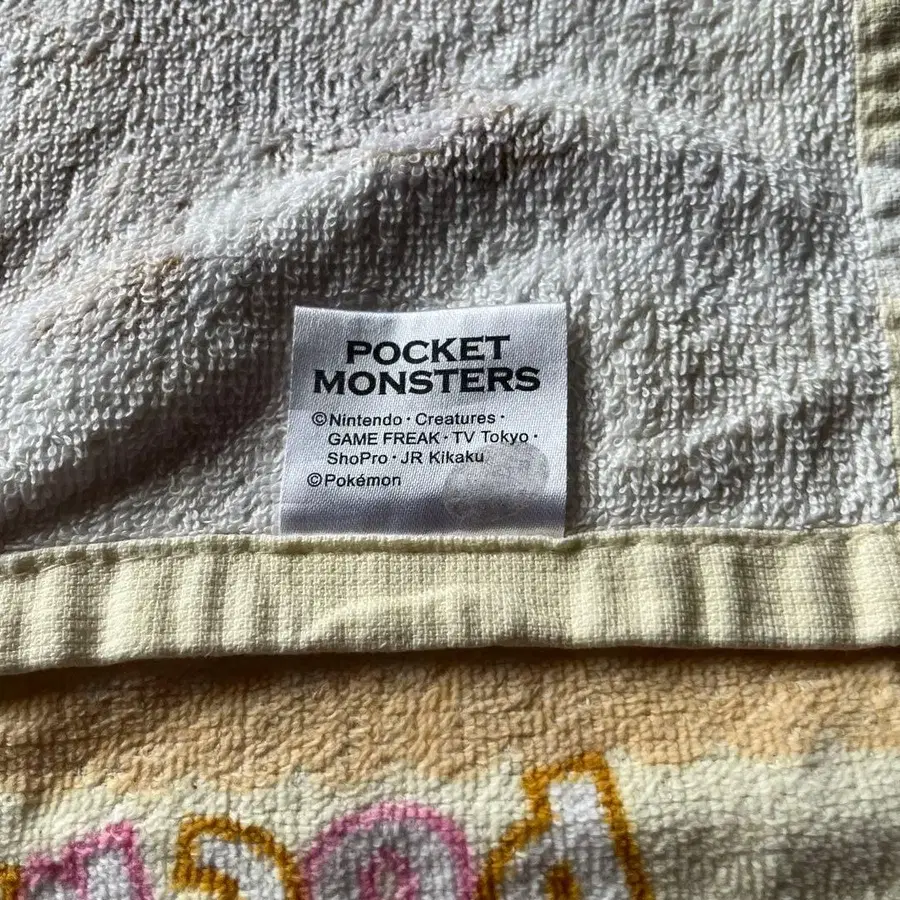 POCKET
MONSTERS
©Nintendo・Creatures・
GAME FREAK・TV Tokyo・
ShoPro・JR Kikaku
©Pokémon